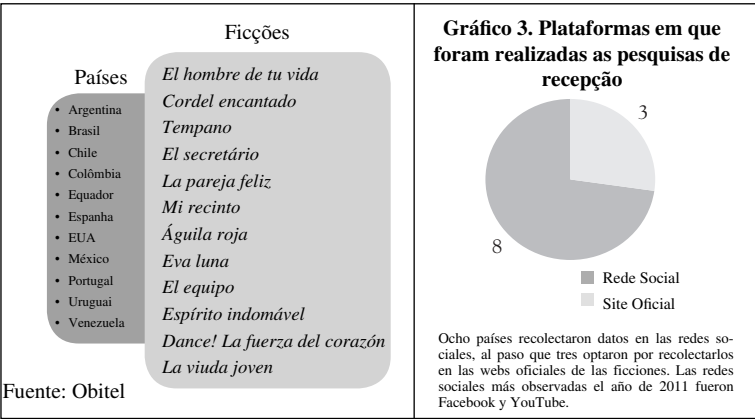 Ficções
Países
• Argentina
• Brasil
• Chile
• Colômbia
• Equador
• Espanha
• EUA
• México
• Portugal
• Uruguai
• Venezuela
El hombre de tu vida
Cordel encantado
Tempano
El secretário
La pareja feliz
Mi recinto
Águila roja
Eva luna
El equipo
Espírito indomável
Dance! La fuerza del corazón
La viuda joven
Fuente: Obitel
Gráfico 3. Plataformas em que
foram realizadas as pesquisas de
recepção
3
8
Rede Social
Site Oficial
Ocho países recolectaron datos en las redes so-
ciales, al paso que tres optaron por recolectarlos
en las webs oficiales de las ficciones. Las redes
sociales más observadas el año de 2011 fueron
Facebook y YouTube.